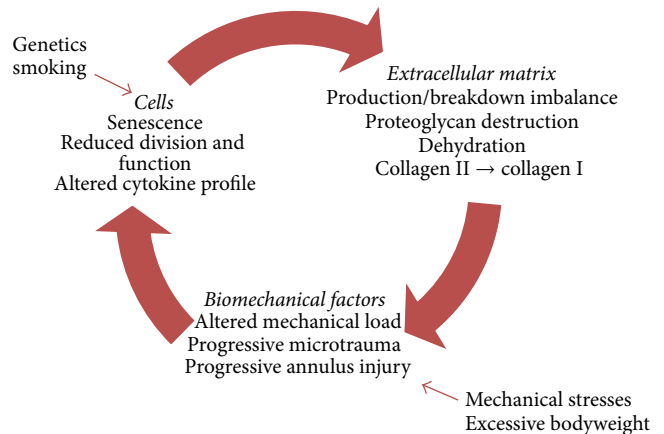 Genetics
smoking
Cells
Senescence
Reduced division and
function
Altered cytokine profile
Extracellular matrix
Production/breakdown imbalance
Proteoglycan destruction
Dehydration
Collagen II → collagen I
Biomechanical factors
Altered mechanical load
Progressive microtrauma
Progressive annulus injury
Mechanical stresses
Excessive bodyweight